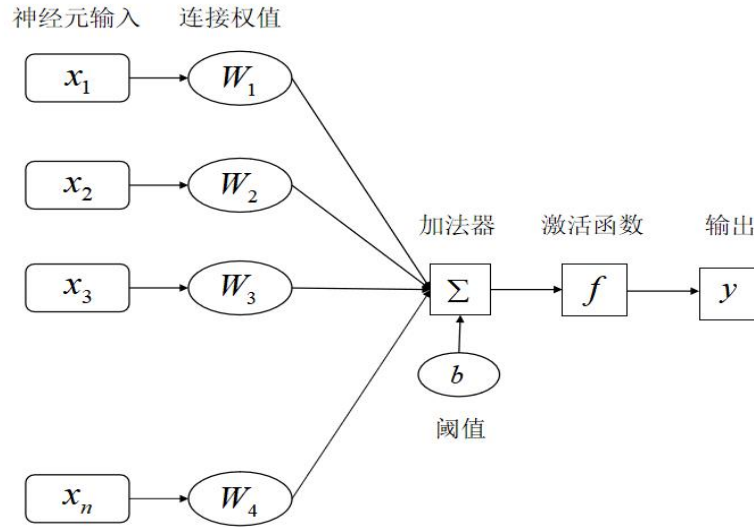 神经元输入 连接权值
x₁ W₁
x₂ W₂
加法器 激活函数 输出
x₃ W₃ Σ f y
b
阈值
xₙ W₄